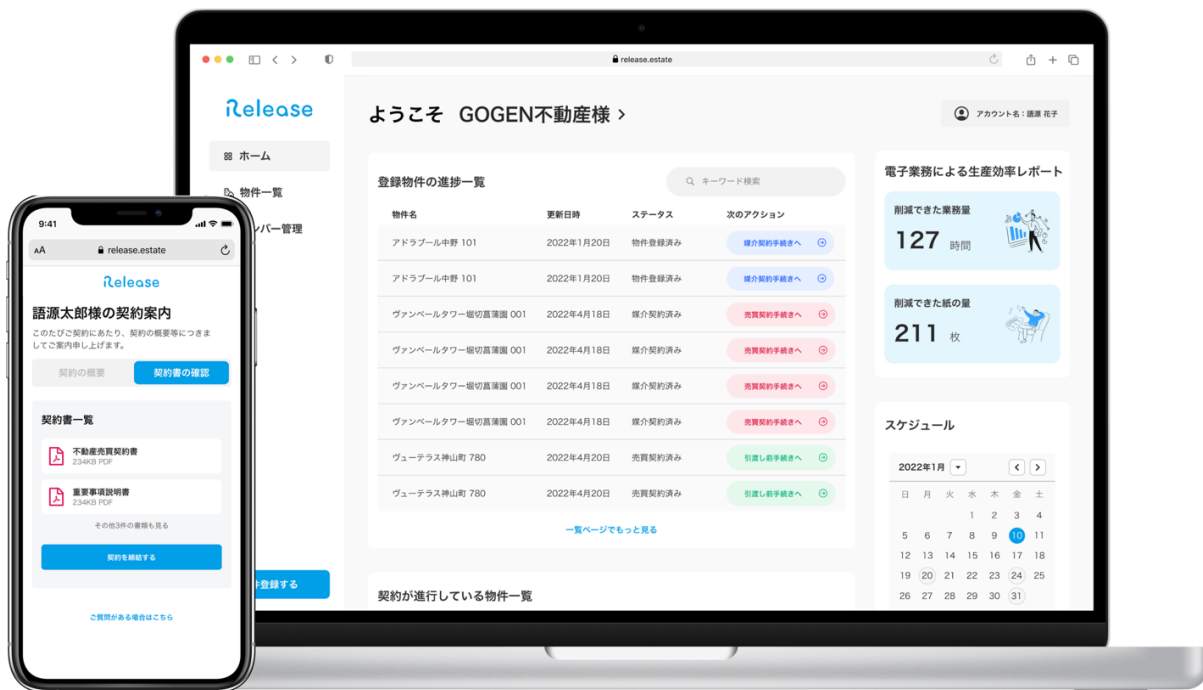 release.estate
Release
ホーム
物件一覧
ンバー管理
件登録する
ようこそ GOGEN不動産様 >
アカウント名:語源 花子
登録物件の進捗一覧
キーワード検索
物件名 更新日時 ステータス 次のアクション
アドラブール中野 101 2022年1月20日 物件登録済み 媒介契約手続きへ
アドラブール中野 101 2022年1月20日 物件登録済み 媒介契約手続きへ
ヴァンベールタワー堀切菖蒲園 001 2022年4月18日 媒介契約済み 売買契約手続きへ
ヴァンベールタワー堀切菖蒲園 001 2022年4月18日 媒介契約済み 売買契約手続きへ
ヴァンベールタワー堀切菖蒲園 001 2022年4月18日 媒介契約済み 売買契約手続きへ
ヴァンベールタワー堀切菖蒲園 001 2022年4月18日 媒介契約済み 売買契約手続きへ
ヴューテラス神山町 780 2022年4月20日 売買契約済み 引渡し前手続きへ
ヴューテラス神山町 780 2022年4月20日 売買契約済み 引渡し前手続きへ
一覧ページでもっと見る
契約が進行している物件一覧
電子業務による生産効率レポート
削減できた業務量
127 時間
削減できた紙の量
211 枚
スケジュール
2022年1月
日 月 火 水 木 金 土
1 2 3 4
5 6 7 8 9 10 11
12 13 14 15 16 17 18
19 20 21 22 23 24 25
26 27 28 29 30 31
9:41
AA release.estate
Release
語源太郎様の契約案内
このたびご契約にあたり、契約の概要等につきま
してご案内申し上げます。
契約の概要 契約書の確認
契約書一覧
不動産売買契約書
234KB PDF
重要事項説明書
234KB PDF
その他3件の書類も見る
契約を締結する
ご質問がある場合はこちら